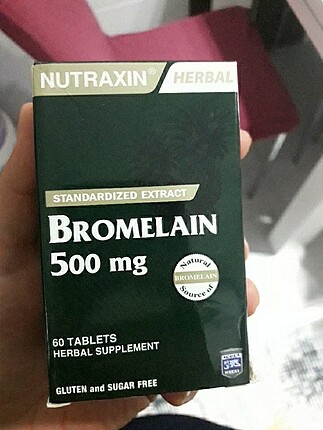 NUTRAXIN® HERBAL
STANDARDIZED EXTRACT
BROMELAIN
500 mg
Natural
BROMELAIN
Source of
60 TABLETS
HERBAL SUPPLEMENT
GLUTEN and SUGAR FREE